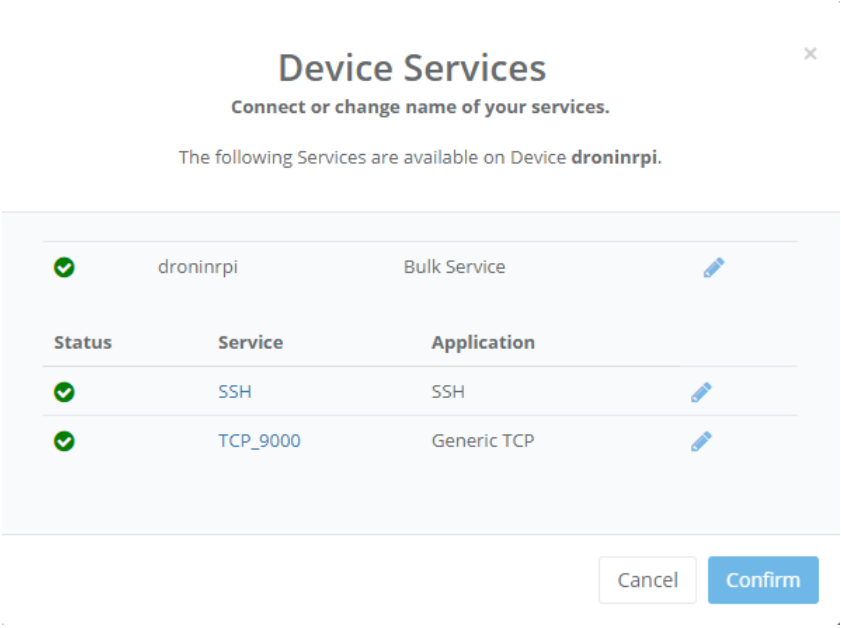 Device Services
×
Connect or change name of your services.
The following Services are available on Device droninrpi.
droninrpi Bulk Service
Status Service Application
SSH SSH
TCP_9000 Generic TCP
Cancel Confirm